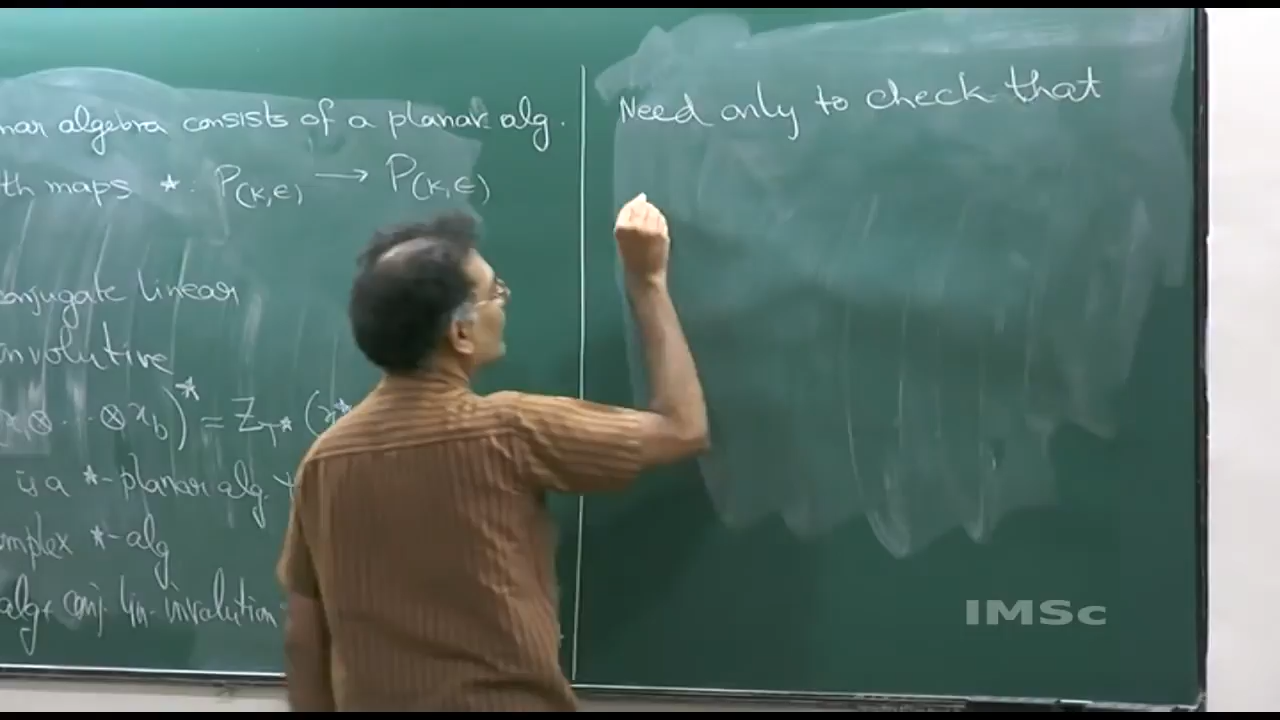 nar algebra consists of a planar alg.
th maps * : P(k,ε) → P(k,ε)
onjugate linear
nvolutive
x⊗ · · ⊗ x_b)* = Z_T* (x*
is a *-planar alg.
mplex *-alg
alg + conj. lin. involution
Need only to check that
IMSc